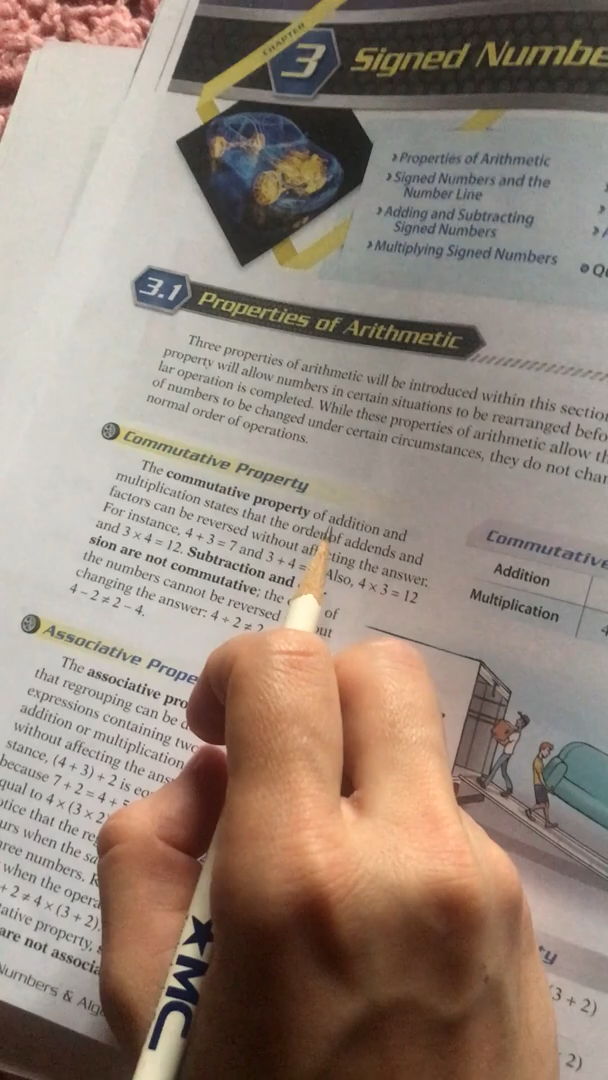 CHAPTER
3
Signed Numbe
› Properties of Arithmetic
› Signed Numbers and the
Number Line
› Adding and Subtracting
Signed Numbers
› Multiplying Signed Numbers
3.1 Properties of Arithmetic
Three properties of arithmetic will be introduced within this sectio
property will allow numbers in certain situations to be rearranged befo
lar operation is completed. While these properties of arithmetic allow th
of numbers to be changed under certain circumstances, they do not chan
normal order of operations.
Commutative Property
The commutative property of addition and
multiplication states that the order of addends and
factors can be reversed without affecting the answer.
For instance, 4 + 3 = 7 and 3 + 4 = Also, 4 × 3 = 12
and 3 × 4 = 12. Subtraction and
sion are not commutative; the of
the numbers cannot be reversed out
changing the answer: 4 ÷ 2 ≠ 2
4 − 2 ≠ 2 − 4.
Commutative
Addition
Multiplication
4
Associative Prope
The associative pro
that regrouping can be d
expressions containing two
addition or multiplication
without affecting the ans
stance, (4 + 3) + 2 is eq
because 7 + 2 = 4 + 5
qual to 4 × (3 × 2
otice that the re
urs when the sa
ree numbers.
when the opera
+ 2 ≠ 4 × (3 + 2)
ative property,
are not associa
Numbers & Alg
ty
(3 + 2)
2)
★MC